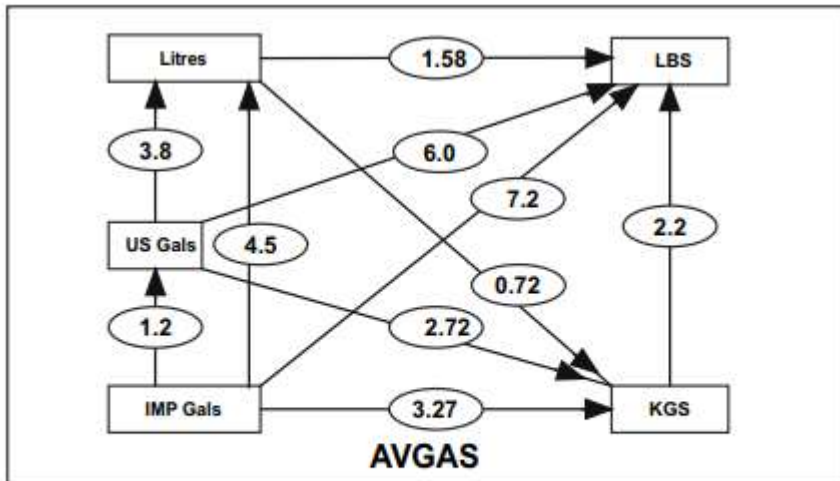 Litres
1.58
LBS
3.8
6.0
7.2
US Gals
4.5
2.2
0.72
1.2
2.72
IMP Gals
3.27
KGS
AVGAS